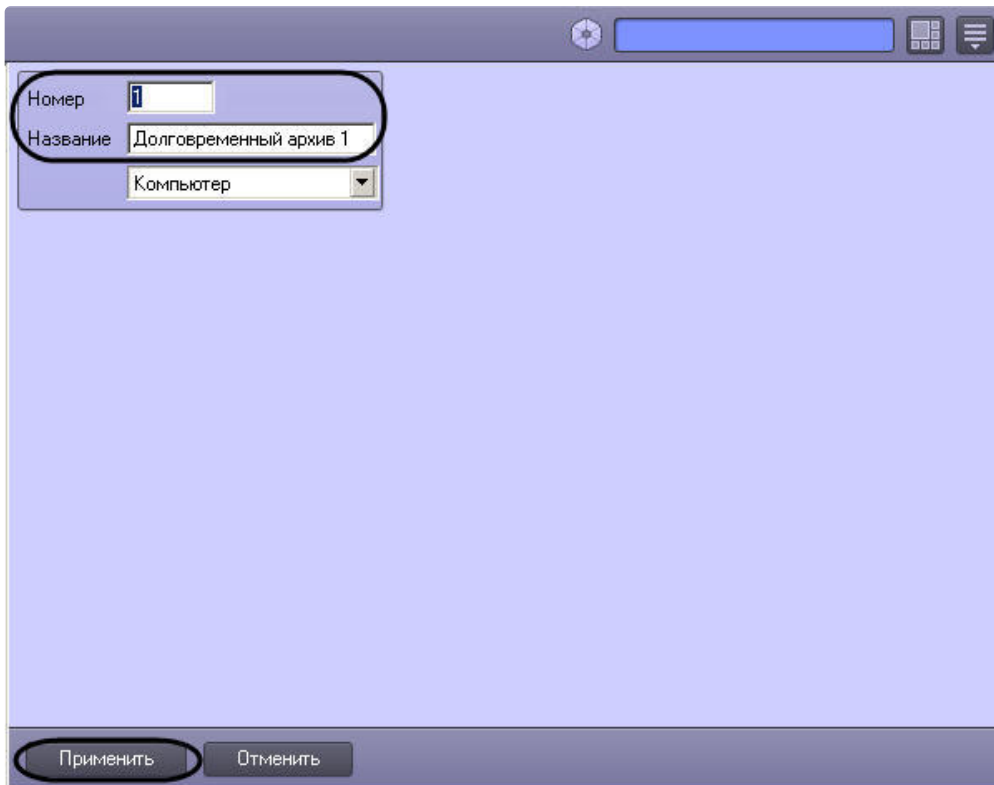 Номер 1
Название Долговременный архив 1
Компьютер
Применить Отменить